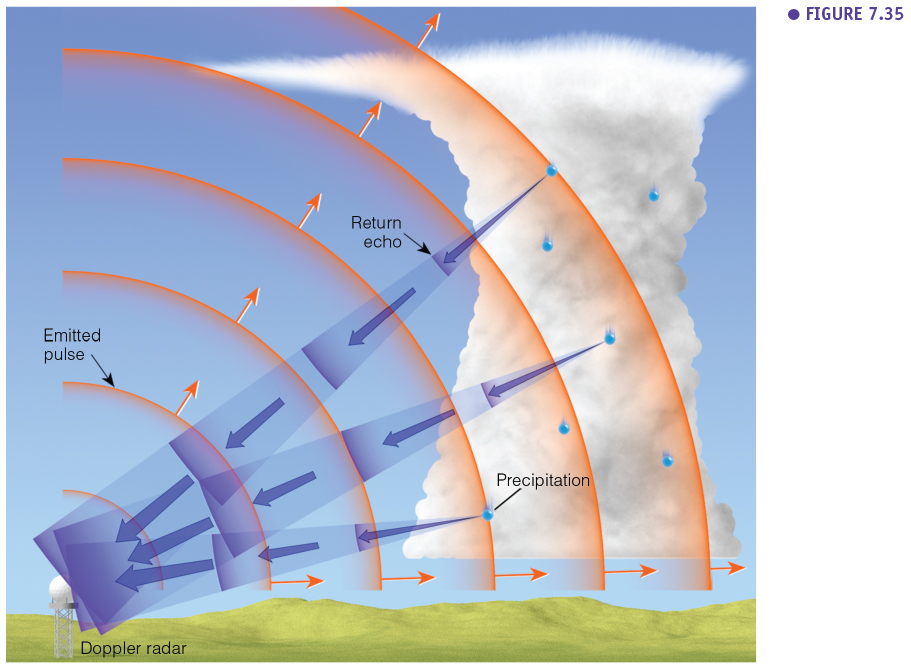 ● FIGURE 7.35
Return
echo
Emitted
pulse
Precipitation
Doppler radar